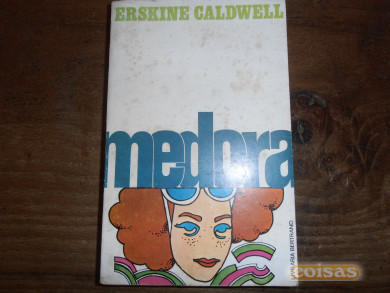 ERSKINE CALDWELL
medora
LIVRARIA BERTRAND
coisas